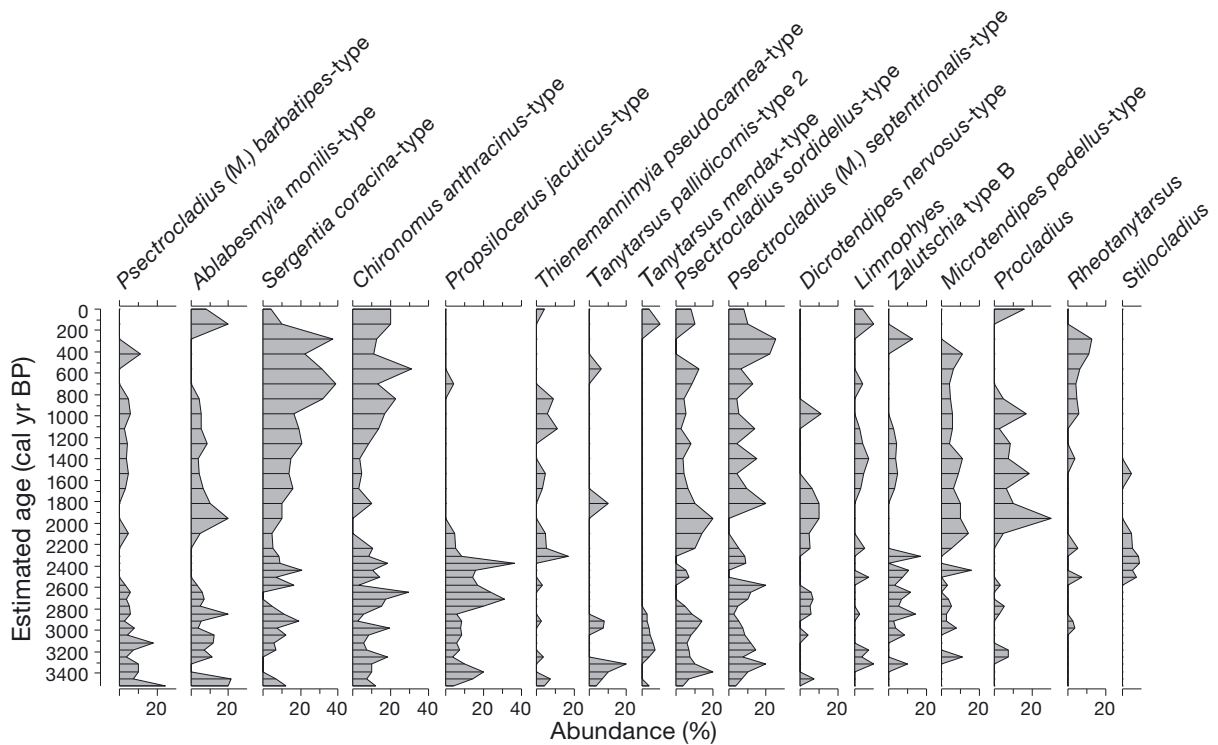 Psectrocladius (M.) barbatipes-type
Ablabesmyia monilis-type
Sergentia coracina-type
Chironomus anthracinus-type
Propsilocerus jacuticus-type
Thienemannimyia pseudocarnea-type
Tanytarsus pallidicornis-type 2
Tanytarsus mendax-type
Psectrocladius sordidellus-type
Psectrocladius (M.) septentrionalis-type
Dicrotendipes nervosus-type
Limnophyes
Zalutschia type B
Microtendipes pedellus-type
Procladius
Rheotanytarsus
Stilocladius
Estimated age (cal yr BP)
0
200
400
600
800
1000
1200
1400
1600
1800
2000
2200
2400
2600
2800
3000
3200
3400
20 20 20 40 20 40 20 40 20 20 20 20 20 20 20 20 20
Abundance (%)